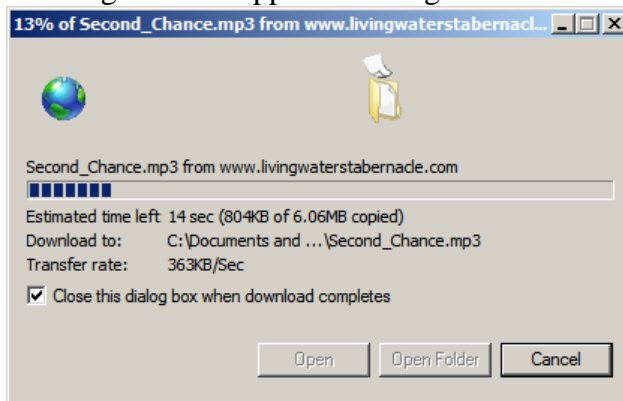 13% of Second_Chance.mp3 from www.livingwaterstabernacl...
Second_Chance.mp3 from www.livingwaterstabernacle.com
Estimated time left 14 sec (804KB of 6.06MB copied)
Download to: C:\Documents and ...\Second_Chance.mp3
Transfer rate: 363KB/Sec
Close this dialog box when download completes
Open Open Folder Cancel